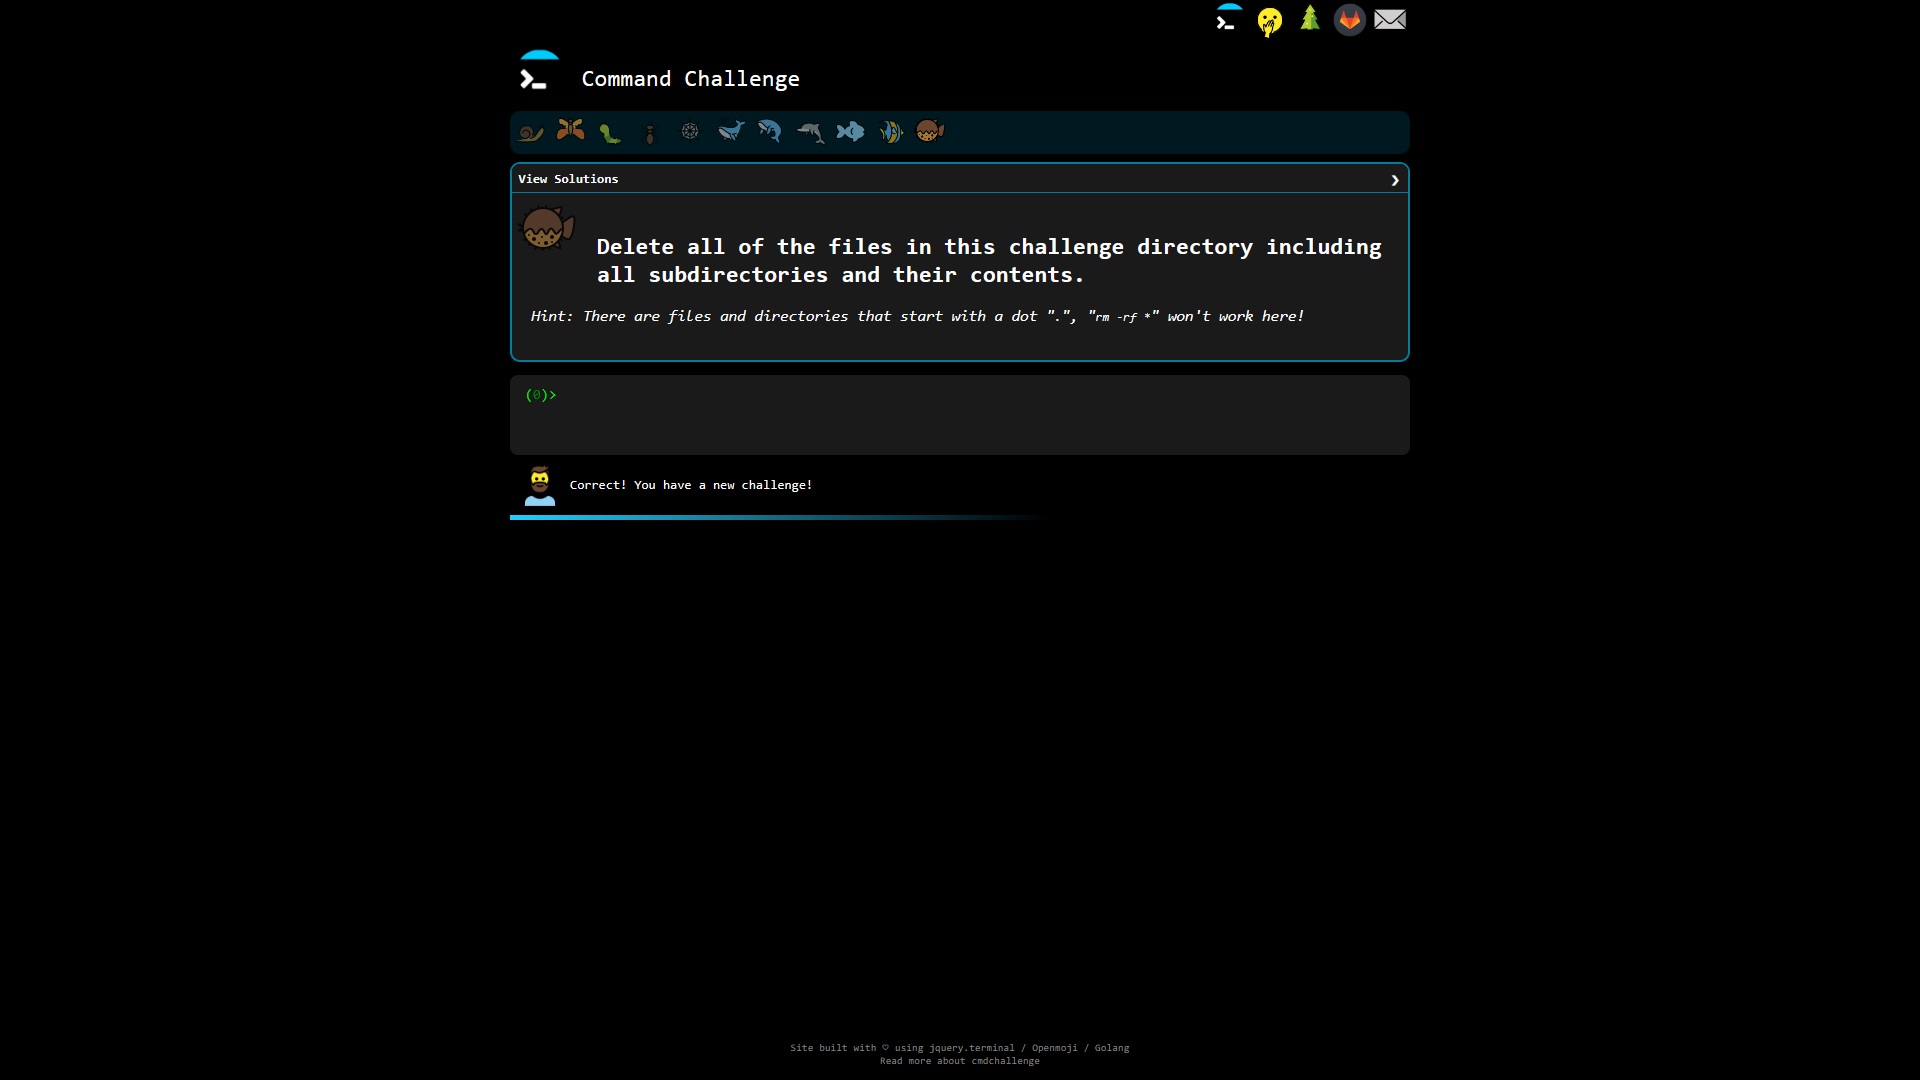 Command Challenge
View Solutions
Delete all of the files in this challenge directory including
all subdirectories and their contents.
Hint: There are files and directories that start with a dot ".", "rm -rf *" won't work here!
(0)>
Correct! You have a new challenge!
Site built with ♡ using jquery.terminal / Openmoji / Golang
Read more about cmdchallenge